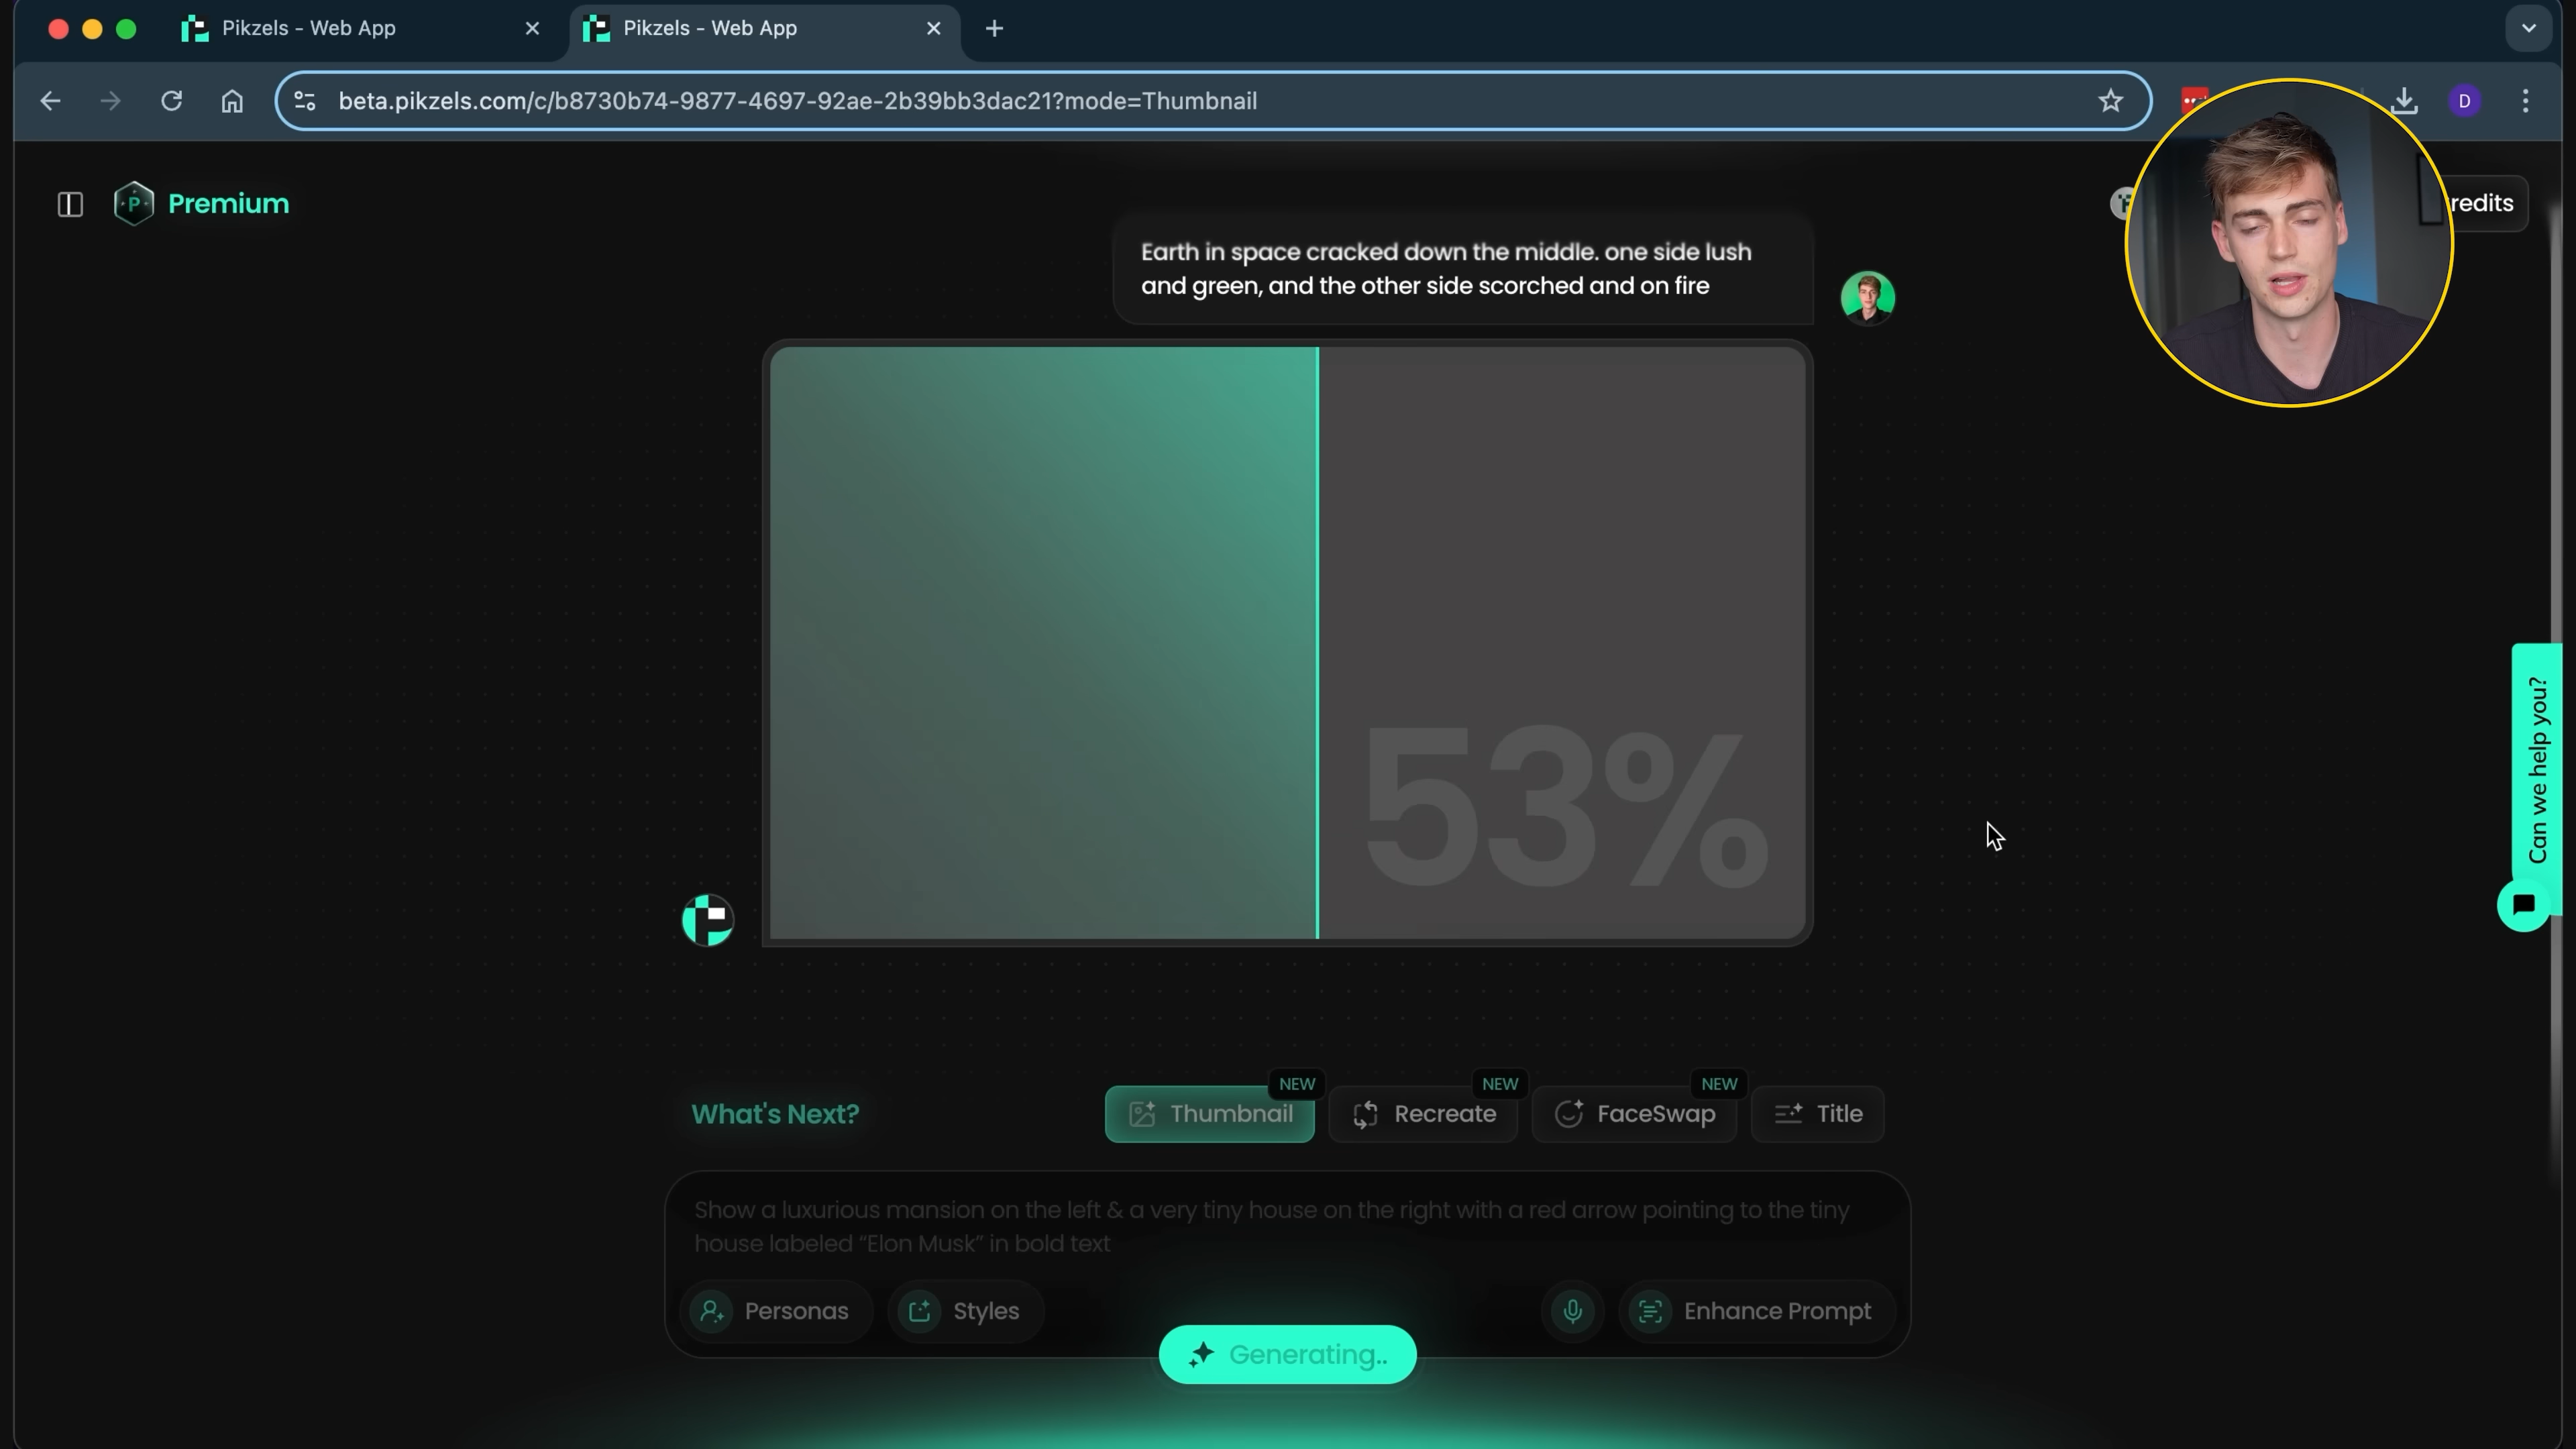 Pikzels - Web App
Pikzels - Web App
beta.pikzels.com/c/b8730b74-9877-4697-92ae-2b39bb3dac21?mode=Thumbnail
D
P
Premium
redits
Earth in space cracked down the middle. one side lush
and green, and the other side scorched and on fire
53%
Can we help you?
What's Next?
NEW
Thumbnail
NEW
Recreate
NEW
FaceSwap
Title
Show a luxurious mansion on the left & a very tiny house on the right with a red arrow pointing to the tiny
house labeled “Elon Musk” in bold text
Personas
Styles
Enhance Prompt
Generating..